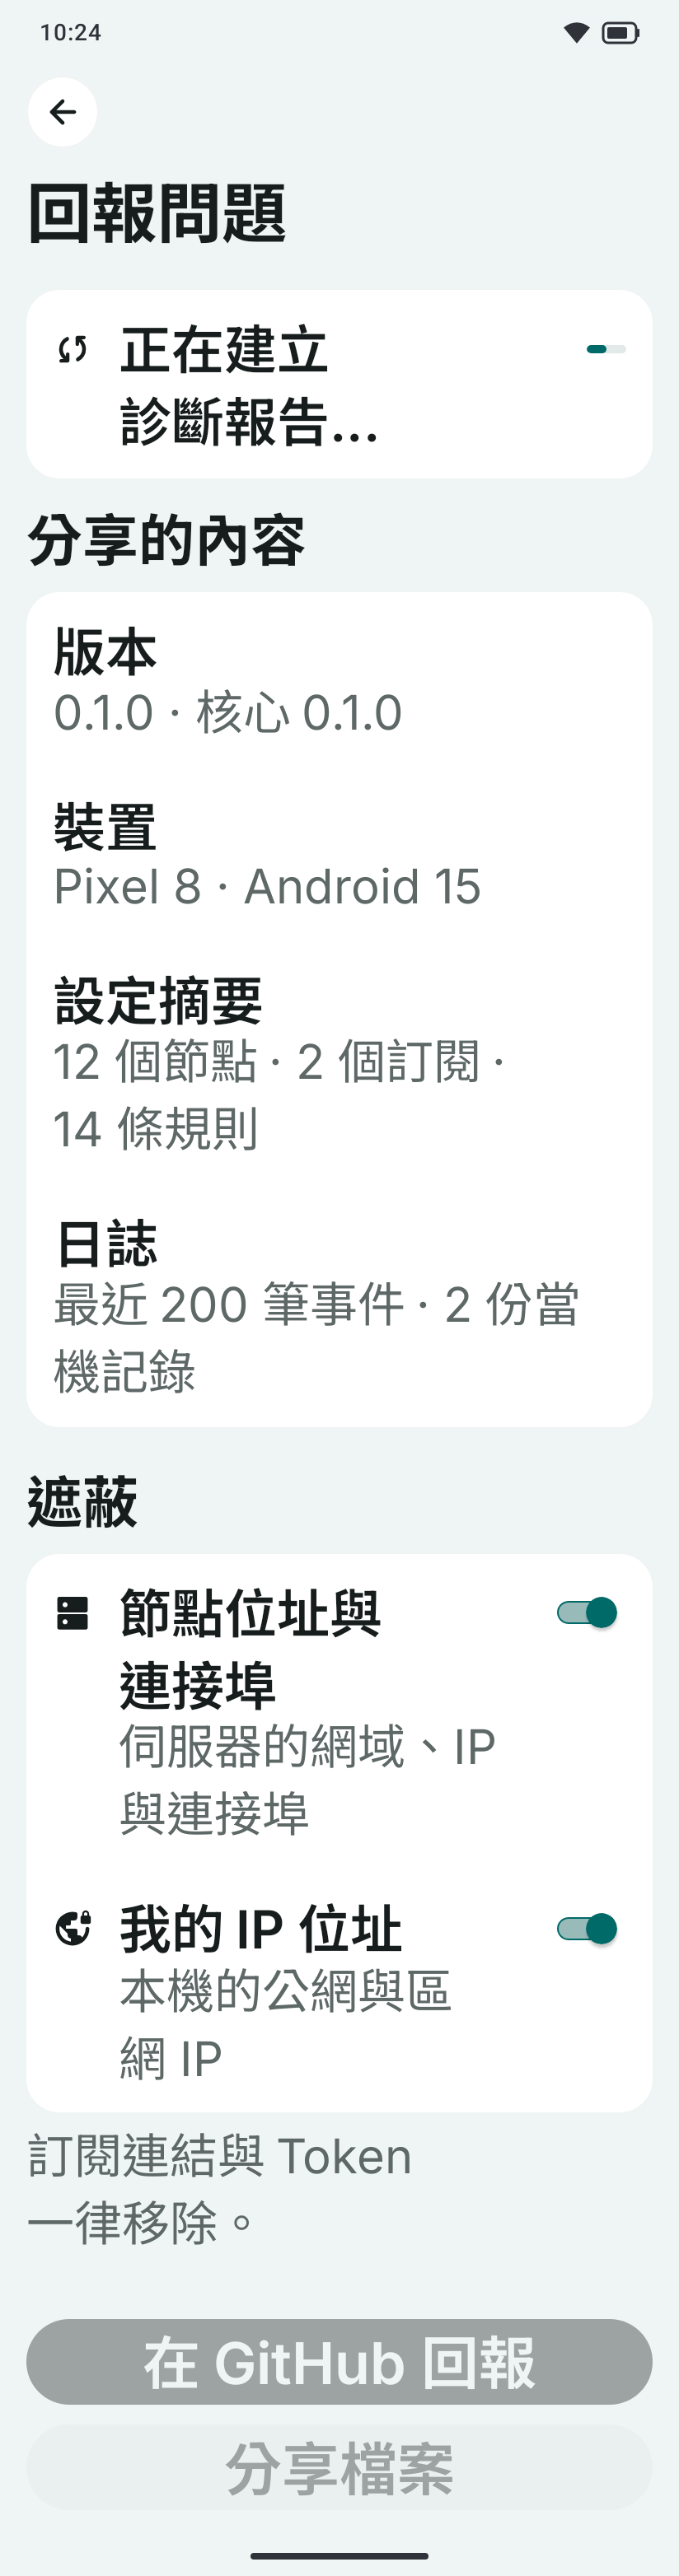 10:24
回報問題
正在建立
診斷報告...
分享的內容
版本
0.1.0 · 核心 0.1.0
裝置
Pixel 8 · Android 15
設定摘要
12 個節點 · 2 個訂閱 ·
14 條規則
日誌
最近 200 筆事件 · 2 份當
機記錄
遮蔽
節點位址與
連接埠
伺服器的網域、IP
與連接埠
我的 IP 位址
本機的公網與區
網 IP
訂閱連結與 Token
一律移除。
在 GitHub 回報
分享檔案